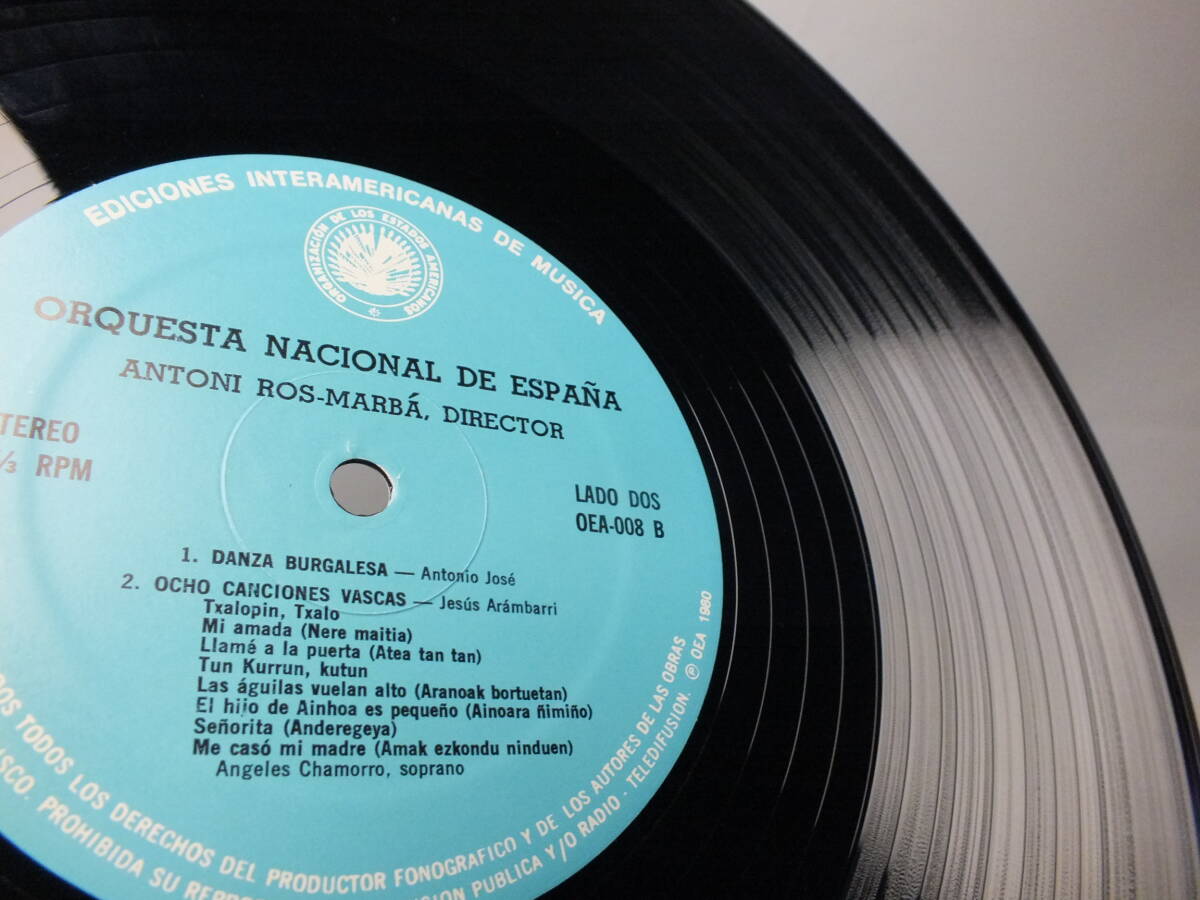 EDICIONES INTERAMERICANAS DE MUSICA
ORGANIZACIÓN DE LOS ESTADOS AMERICANOS
ORQUESTA NACIONAL DE ESPAÑA
ANTONI ROS-MARBÁ, DIRECTOR
TEREO
/3 RPM
LADO DOS
OEA-008 B
1. DANZA BURGALESA — Antonio José
2. OCHO CANCIONES VASCAS — Jesús Arámbarri
Txalopin, Txalo
Mi amada (Nere maitia)
Llamé a la puerta (Atea tan tan)
Tun Kurrun, kutun
Las águilas vuelan alto (Aranoak bortuetan)
El hijo de Ainhoa es pequeño (Ainoara ñimiño)
Señorita (Anderegeya)
Me casó mi madre (Amak ezkondu ninduen)
Angeles Chamorro, soprano
DOS TODOS LOS DERECHOS DEL PRODUCTOR FONOGRAFICO Y DE LOS AUTORES DE LAS OBRAS
ISCO. PROHIBIDA SU PUBLICA Y/O RADIO - TELEDIFUSION. ℗ OEA 1980